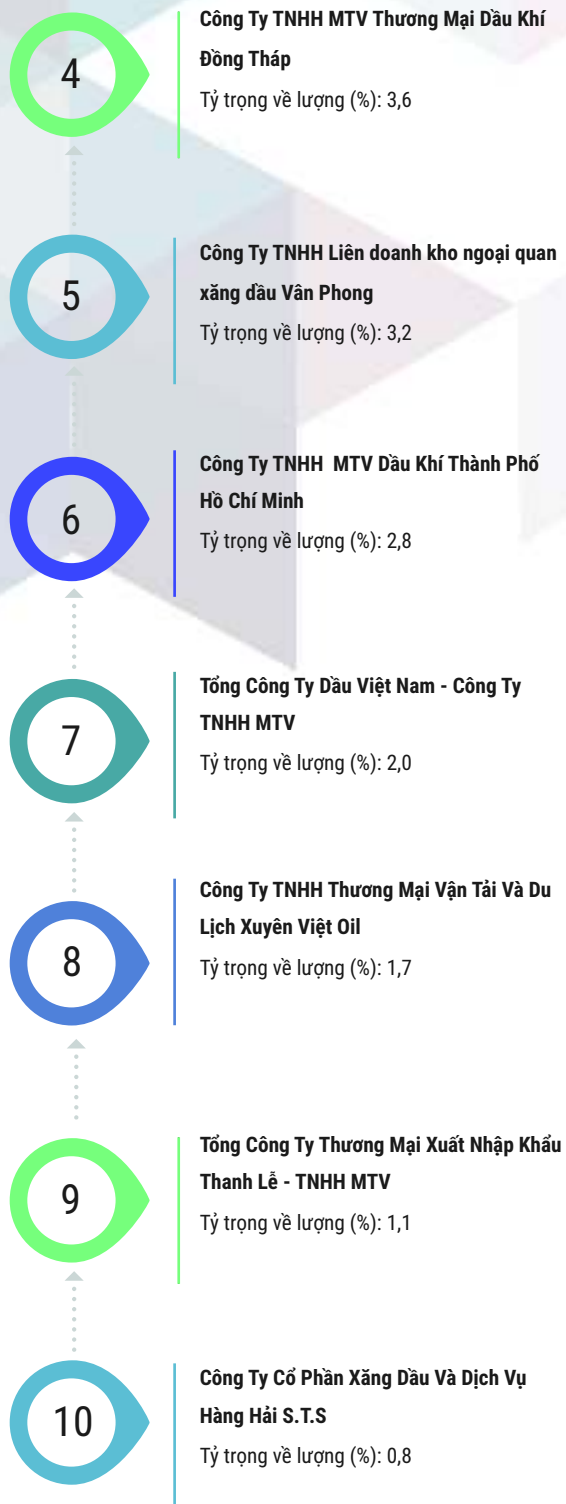 4
Công Ty TNHH MTV Thương Mại Dầu Khí
Đồng Tháp
Tỷ trọng về lượng (%): 3,6
5
Công Ty TNHH Liên doanh kho ngoại quan
xăng dầu Vân Phong
Tỷ trọng về lượng (%): 3,2
6
Công Ty TNHH  MTV Dầu Khí Thành Phố
Hồ Chí Minh
Tỷ trọng về lượng (%): 2,8
7
Tổng Công Ty Dầu Việt Nam - Công Ty
TNHH MTV
Tỷ trọng về lượng (%): 2,0
8
Công Ty TNHH Thương Mại Vận Tải Và Du
Lịch Xuyên Việt Oil
Tỷ trọng về lượng (%): 1,7
9
Tổng Công Ty Thương Mại Xuất Nhập Khẩu
Thanh Lễ - TNHH MTV
Tỷ trọng về lượng (%): 1,1
10
Công Ty Cổ Phần Xăng Dầu Và Dịch Vụ
Hàng Hải S.T.S
Tỷ trọng về lượng (%): 0,8